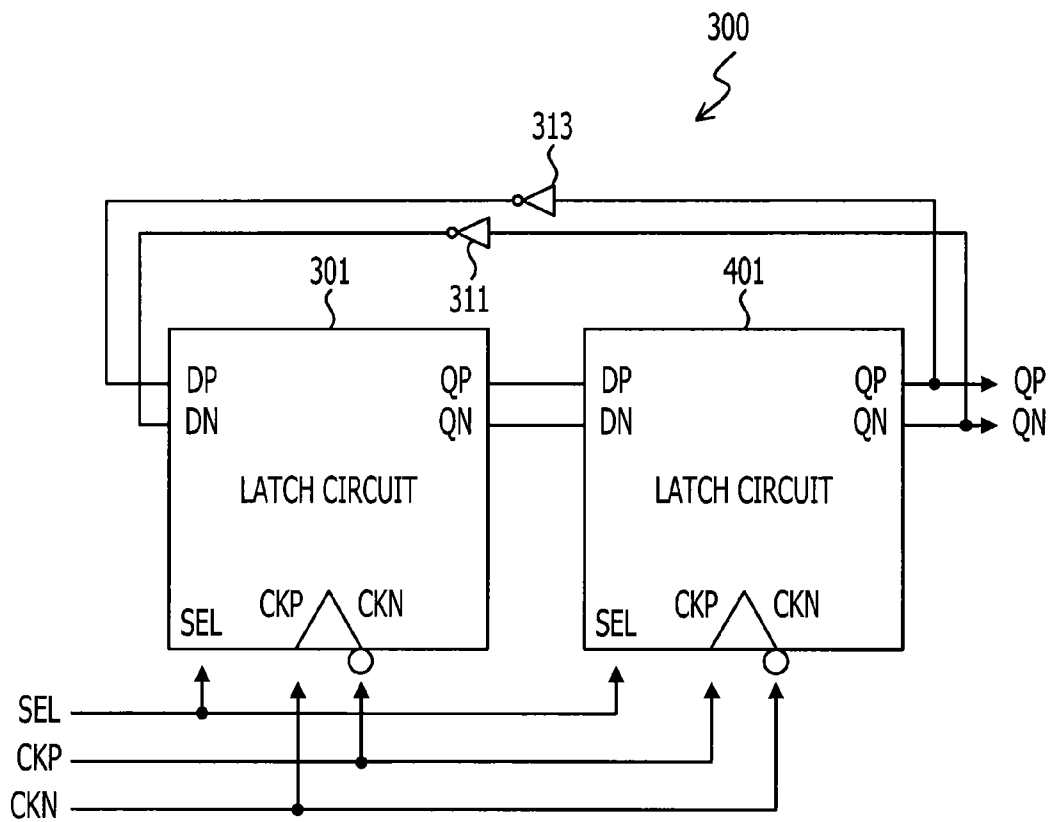 300
313
311
301
401
DP QP DP QP QP
DN QN DN QN QN
LATCH CIRCUIT LATCH CIRCUIT
CKP CKN CKP CKN
SEL SEL
SEL
CKP
CKN